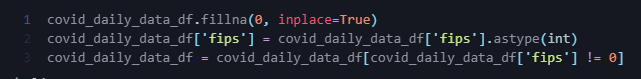 1 covid_daily_data_df.fillna(0, inplace=True)
2 covid_daily_data_df['fips'] = covid_daily_data_df['fips'].astype(int)
3 covid_daily_data_df = covid_daily_data_df[covid_daily_data_df['fips'] != 0]